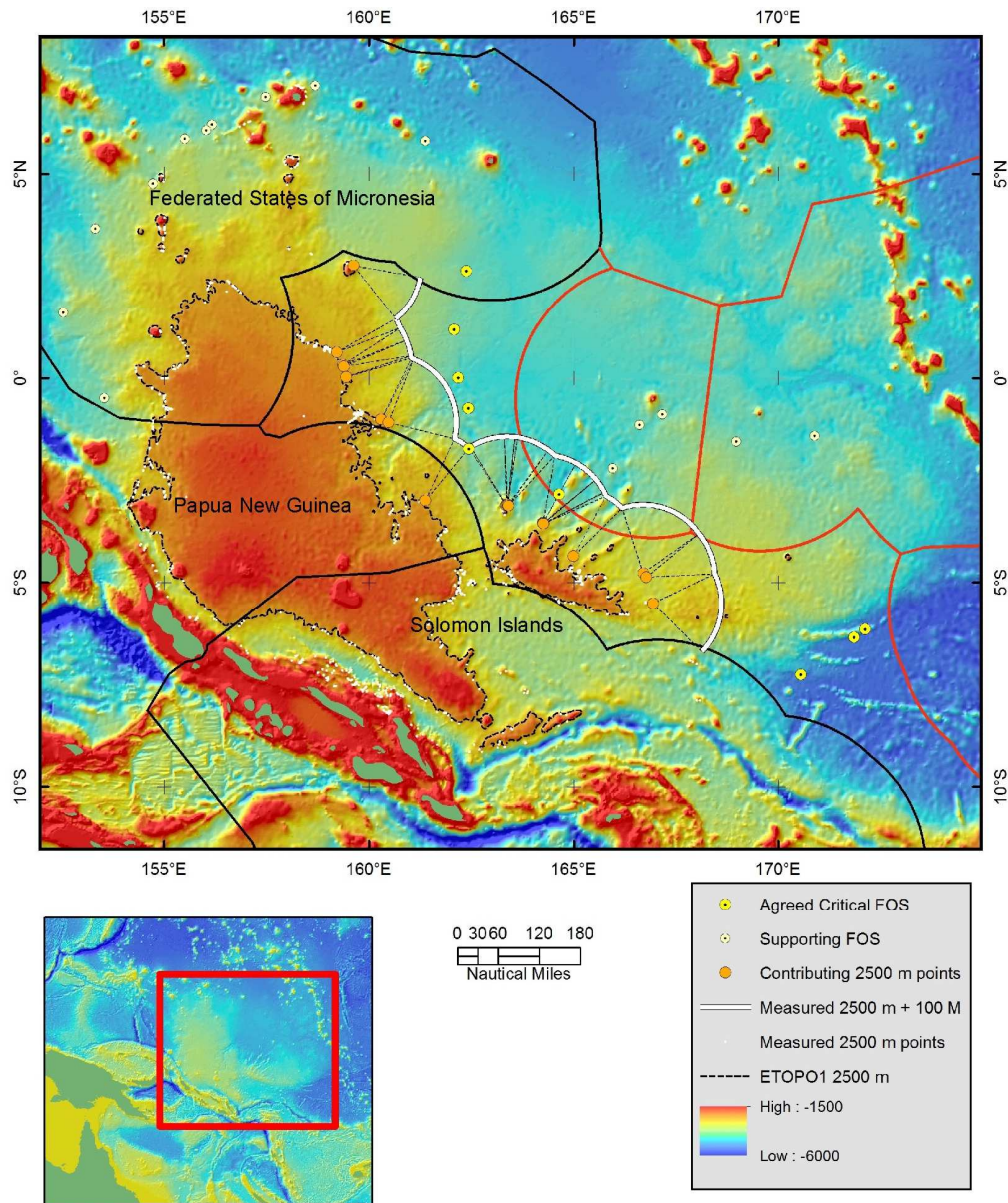 155°E 160°E 165°E 170°E
5°N 5°N
Federated States of Micronesia
0° 0°
Papua New Guinea
5°S 5°S
Solomon Islands
10°S 10°S
155°E 160°E 165°E 170°E
0 30 60 120 180
Nautical Miles
Agreed Critical FOS
Supporting FOS
Contributing 2500 m points
Measured 2500 m + 100 M
Measured 2500 m points
ETOPO1 2500 m
High : -1500
Low : -6000